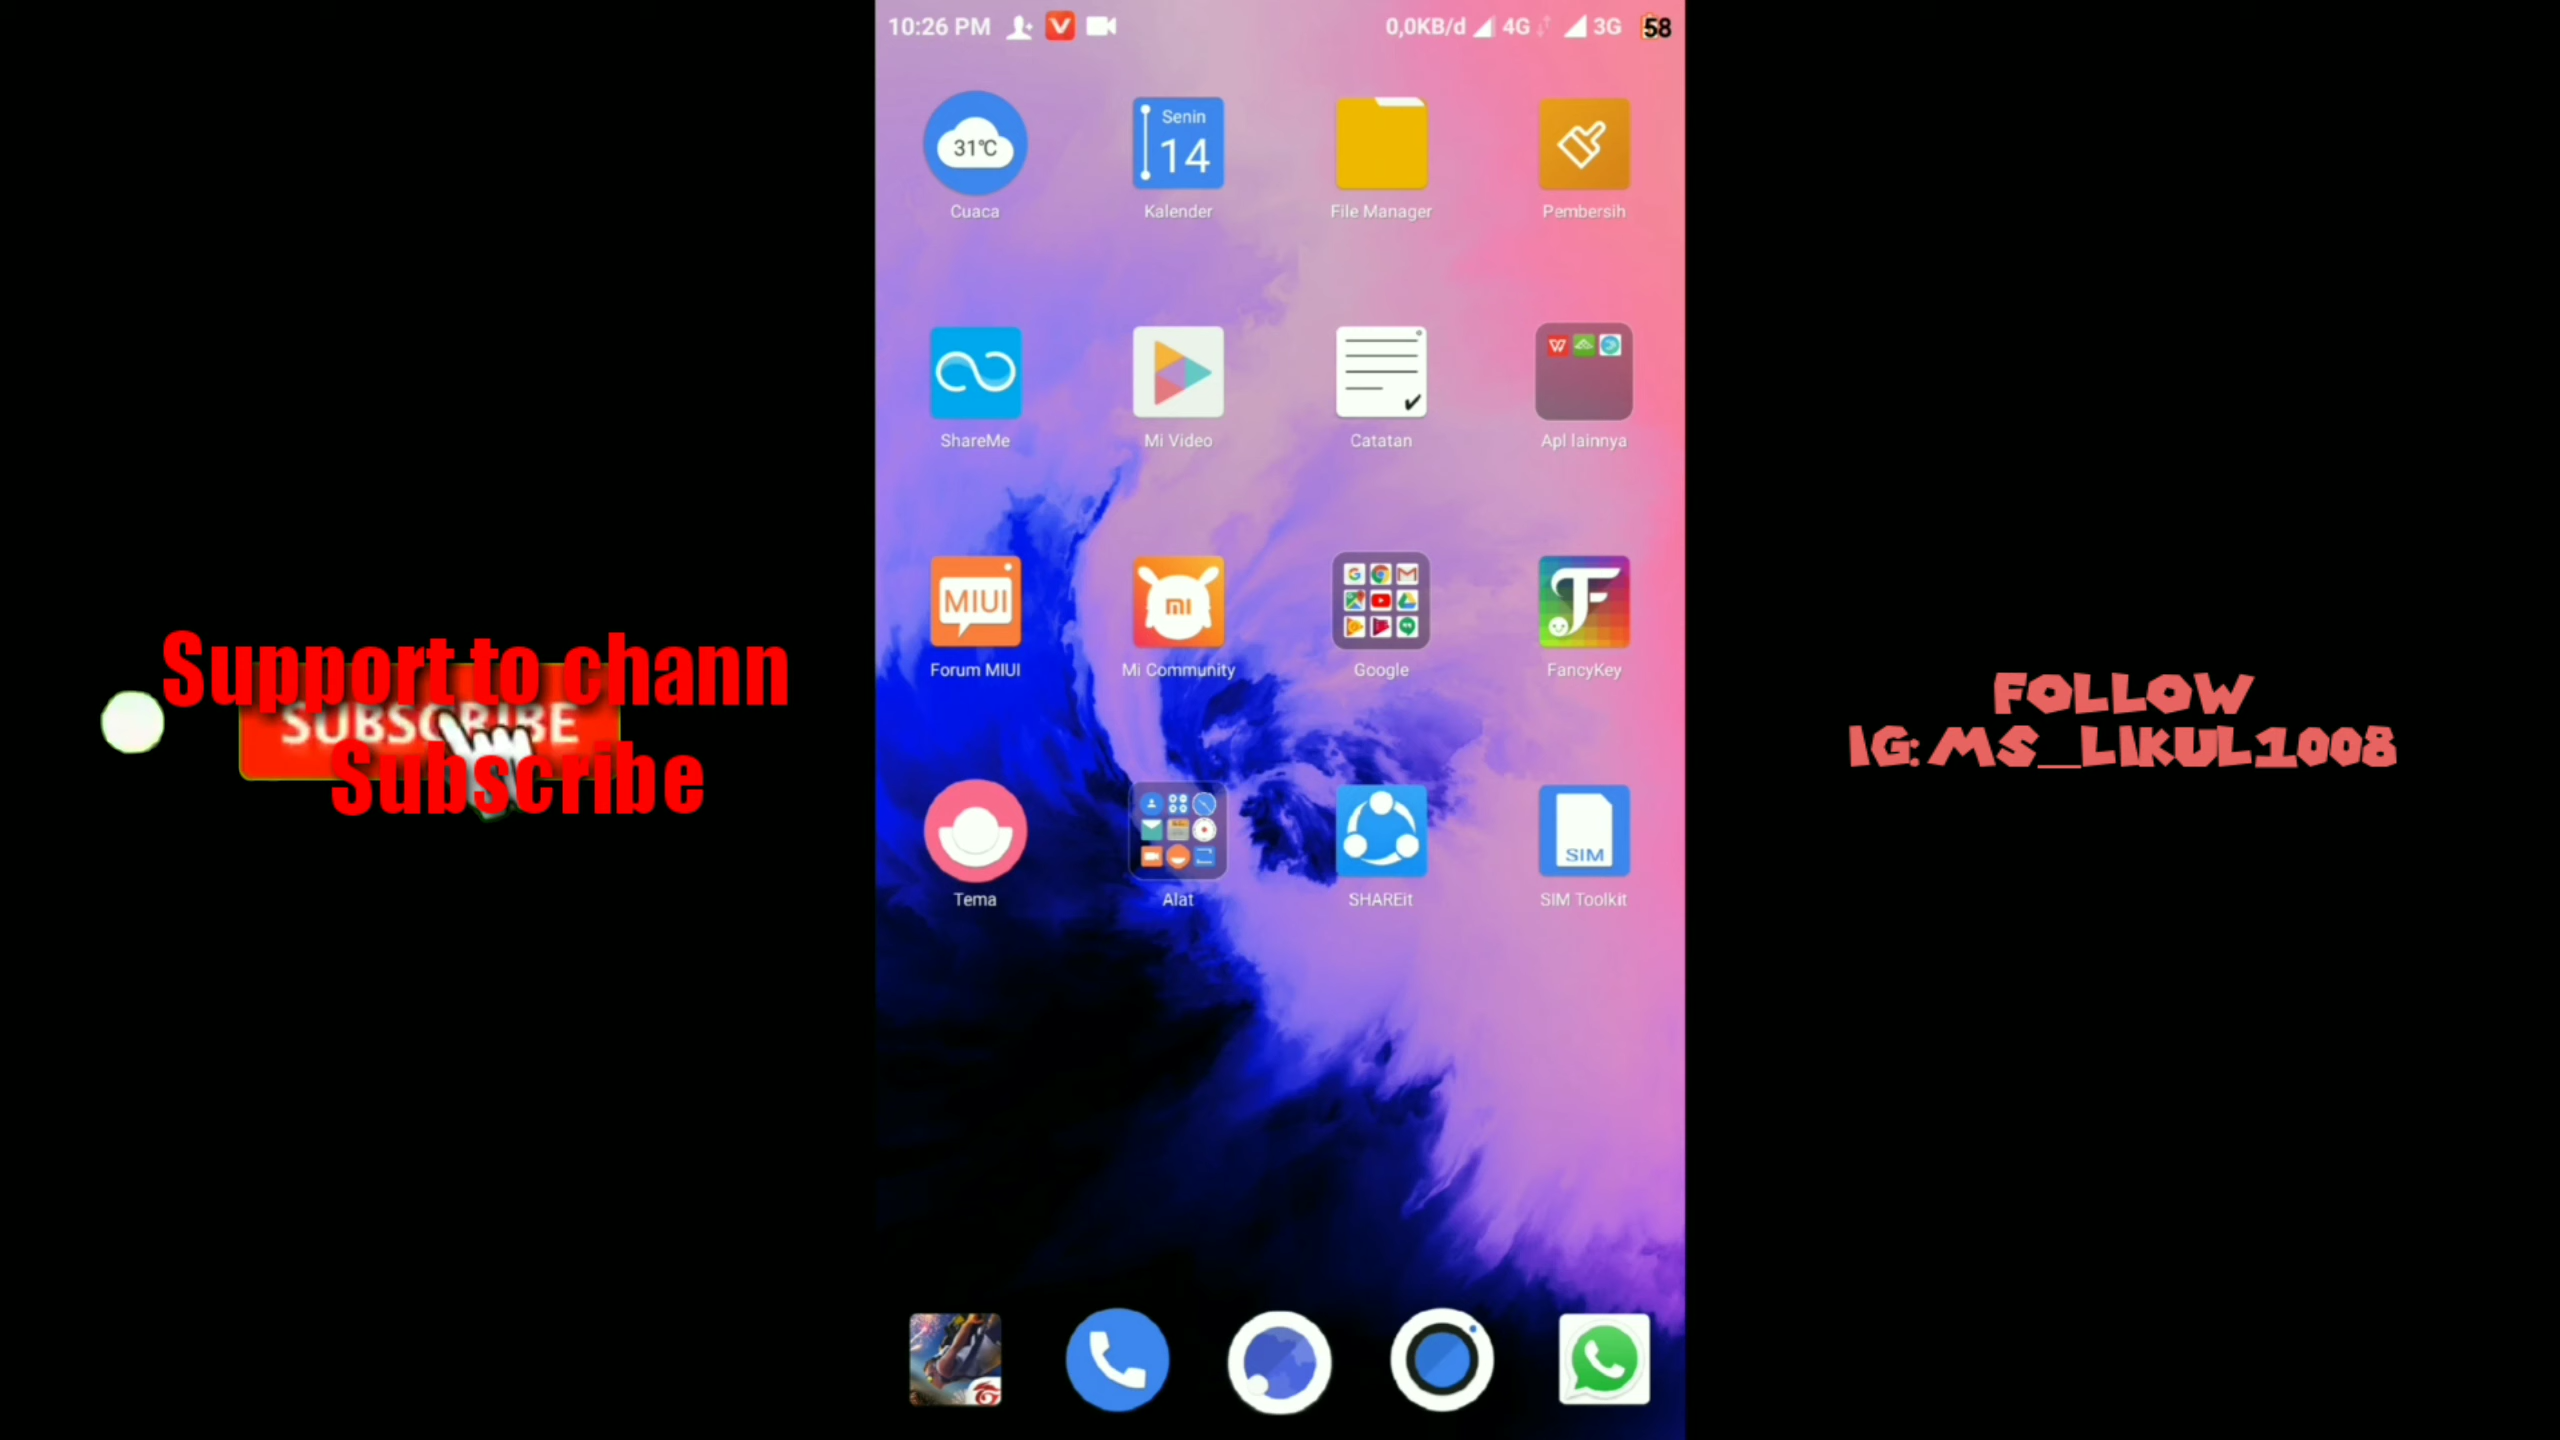 10:26 PM
0,0KB/d 4G 3G 58
31°C
Senin
14
Cuaca
Kalender
File Manager
Pembersih
ShareMe
Mi Video
Catatan
Apl lainnya
MIUI
mi
Forum MIUI
Mi Community
Google
FancyKey
SIM
Tema
Alat
SHAREit
SIM Toolkit
Support to chann
SUBSCRIBE
Subscribe
FOLLOW
IG:MS_LIKUL1008